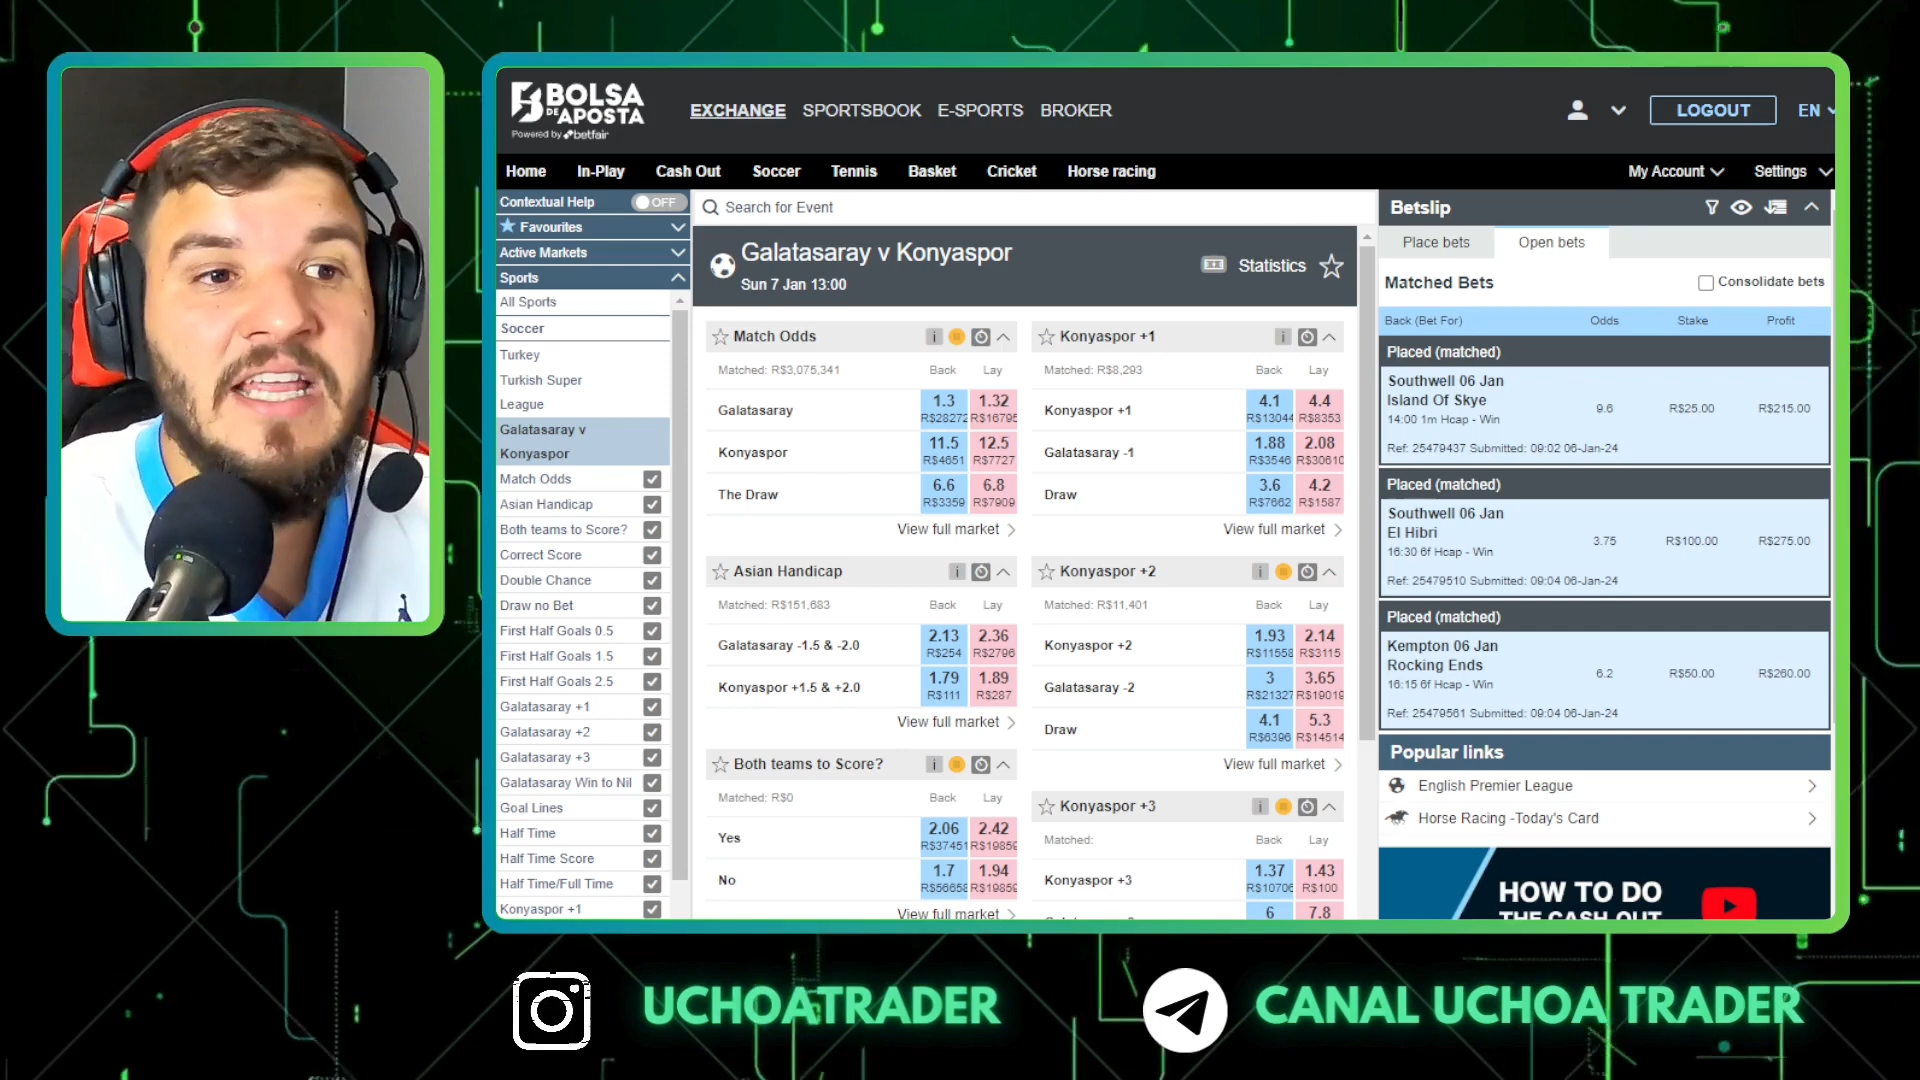 BOLSA
DE APOSTA
Powered by betfair
EXCHANGE SPORTSBOOK E-SPORTS BROKER
LOGOUT EN
Home In-Play Cash Out Soccer Tennis Basket Cricket Horse racing My Account Settings
Contextual Help OFF
Favourites
Active Markets
Sports
All Sports
Soccer
Turkey
Turkish Super
League
Galatasaray v
Konyaspor
Match Odds
Asian Handicap
Both teams to Score?
Correct Score
Double Chance
Draw no Bet
First Half Goals 0.5
First Half Goals 1.5
First Half Goals 2.5
Galatasaray +1
Galatasaray +2
Galatasaray +3
Galatasaray Win to Nil
Goal Lines
Half Time
Half Time Score
Half Time/Full Time
Konyaspor +1
Search for Event
Galatasaray v Konyaspor
Sun 7 Jan 13:00
Statistics
Match Odds
Matched: R$3,075,341 Back Lay
Galatasaray 1.3 1.32
R$28272 R$16795
Konyaspor 11.5 12.5
R$4651 R$7727
The Draw 6.6 6.8
R$3359 R$7909
View full market
Asian Handicap
Matched: R$151,683 Back Lay
Galatasaray -1.5 & -2.0 2.13 2.36
R$254 R$2796
Konyaspor +1.5 & +2.0 1.79 1.89
R$111 R$287
View full market
Both teams to Score?
Matched: R$0 Back Lay
Yes 2.06 2.42
R$37451 R$19859
No 1.7 1.94
R$56658 R$19859
View full market
Konyaspor +1
Matched: R$8,293 Back Lay
Konyaspor +1 4.1 4.4
R$13044 R$8353
Galatasaray -1 1.88 2.08
R$3546 R$30610
Draw 3.6 4.2
R$7662 R$1587
View full market
Konyaspor +2
Matched: R$11,401 Back Lay
Konyaspor +2 1.93 2.14
R$11558 R$3115
Galatasaray -2 3 3.65
R$21327 R$19019
Draw 4.1 5.3
R$6396 R$14514
View full market
Konyaspor +3
Matched: Back Lay
Konyaspor +3 1.37 1.43
R$10706 R$100
6 7.8
Betslip
Place bets Open bets
Matched Bets Consolidate bets
Back (Bet For) Odds Stake Profit
Placed (matched)
Southwell 06 Jan
Island Of Skye
14:00 1m Hcap - Win
9.6 R$25.00 R$215.00
Ref: 25479437 Submitted: 09:02 06-Jan-24
Placed (matched)
Southwell 06 Jan
El Hibri
16:30 6f Hcap - Win
3.75 R$100.00 R$275.00
Ref: 25479510 Submitted: 09:04 06-Jan-24
Placed (matched)
Kempton 06 Jan
Rocking Ends
16:15 6f Hcap - Win
6.2 R$50.00 R$260.00
Ref: 25479561 Submitted: 09:04 06-Jan-24
Popular links
English Premier League
Horse Racing -Today's Card
HOW TO DO
THE CASH OUT
UCHOATRADER
CANAL UCHOA TRADER